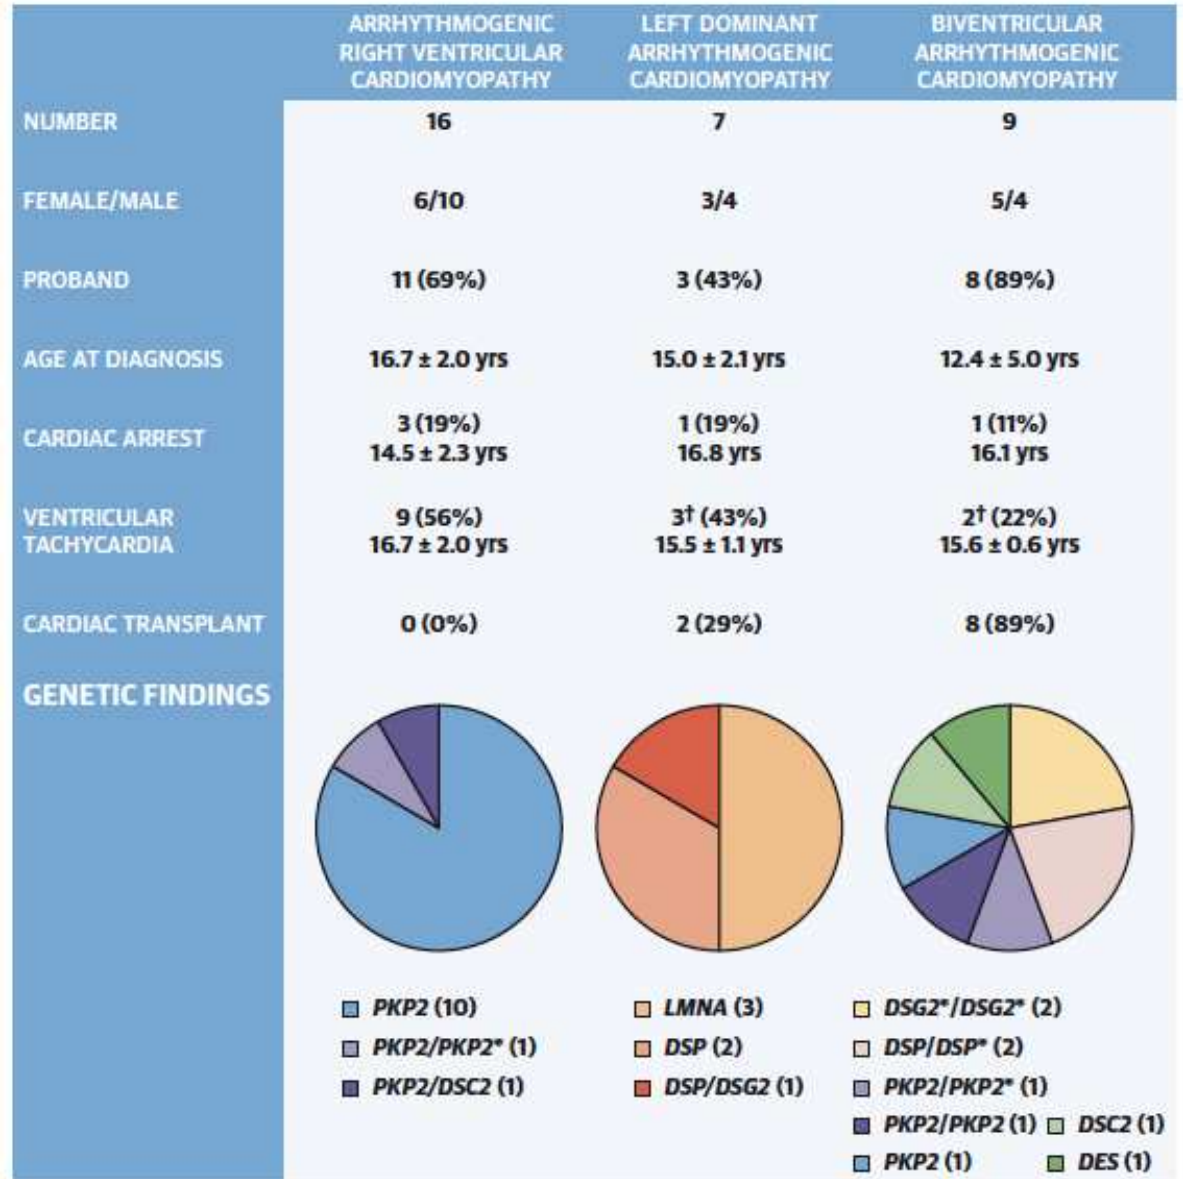 ARRHYTHMOGENIC
RIGHT VENTRICULAR
CARDIOMYOPATHY
LEFT DOMINANT
ARRHYTHMOGENIC
CARDIOMYOPATHY
BIVENTRICULAR
ARRHYTHMOGENIC
CARDIOMYOPATHY
NUMBER 16 7 9
FEMALE/MALE 6/10 3/4 5/4
PROBAND 11 (69%) 3 (43%) 8 (89%)
AGE AT DIAGNOSIS 16.7 ± 2.0 yrs 15.0 ± 2.1 yrs 12.4 ± 5.0 yrs
CARDIAC ARREST
3 (19%) 1 (19%) 1 (11%)
14.5 ± 2.3 yrs 16.8 yrs 16.1 yrs
VENTRICULAR 9 (56%) 3† (43%) 2† (22%)
TACHYCARDIA 16.7 ± 2.0 yrs 15.5 ± 1.1 yrs 15.6 ± 0.6 yrs
CARDIAC TRANSPLANT 0 (0%) 2 (29%) 8 (89%)
GENETIC FINDINGS
PKP2 (10)
PKP2/PKP2* (1)
PKP2/DSC2 (1)
LMNA (3)
DSP (2)
DSP/DSG2 (1)
DSG2*/DSG2* (2)
DSP/DSP* (2)
PKP2/PKP2* (1)
PKP2/PKP2 (1) DSC2 (1)
PKP2 (1) DES (1)